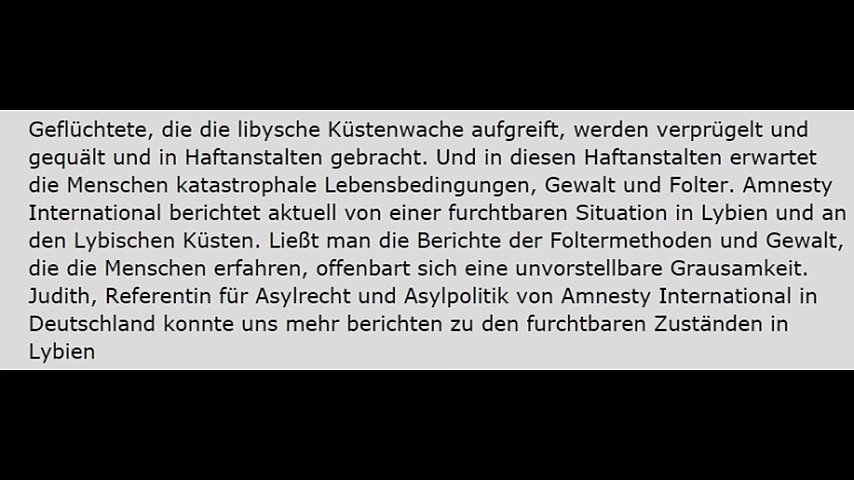 Geflüchtete, die die libysche Küstenwache aufgreift, werden verprügelt und
gequält und in Haftanstalten gebracht. Und in diesen Haftanstalten erwartet
die Menschen katastrophale Lebensbedingungen, Gewalt und Folter. Amnesty
International berichtet aktuell von einer furchtbaren Situation in Lybien und an
den Lybischen Küsten. Ließt man die Berichte der Foltermethoden und Gewalt,
die die Menschen erfahren, offenbart sich eine unvorstellbare Grausamkeit.
Judith, Referentin für Asylrecht und Asylpolitik von Amnesty International in
Deutschland konnte uns mehr berichten zu den furchtbaren Zuständen in
Lybien